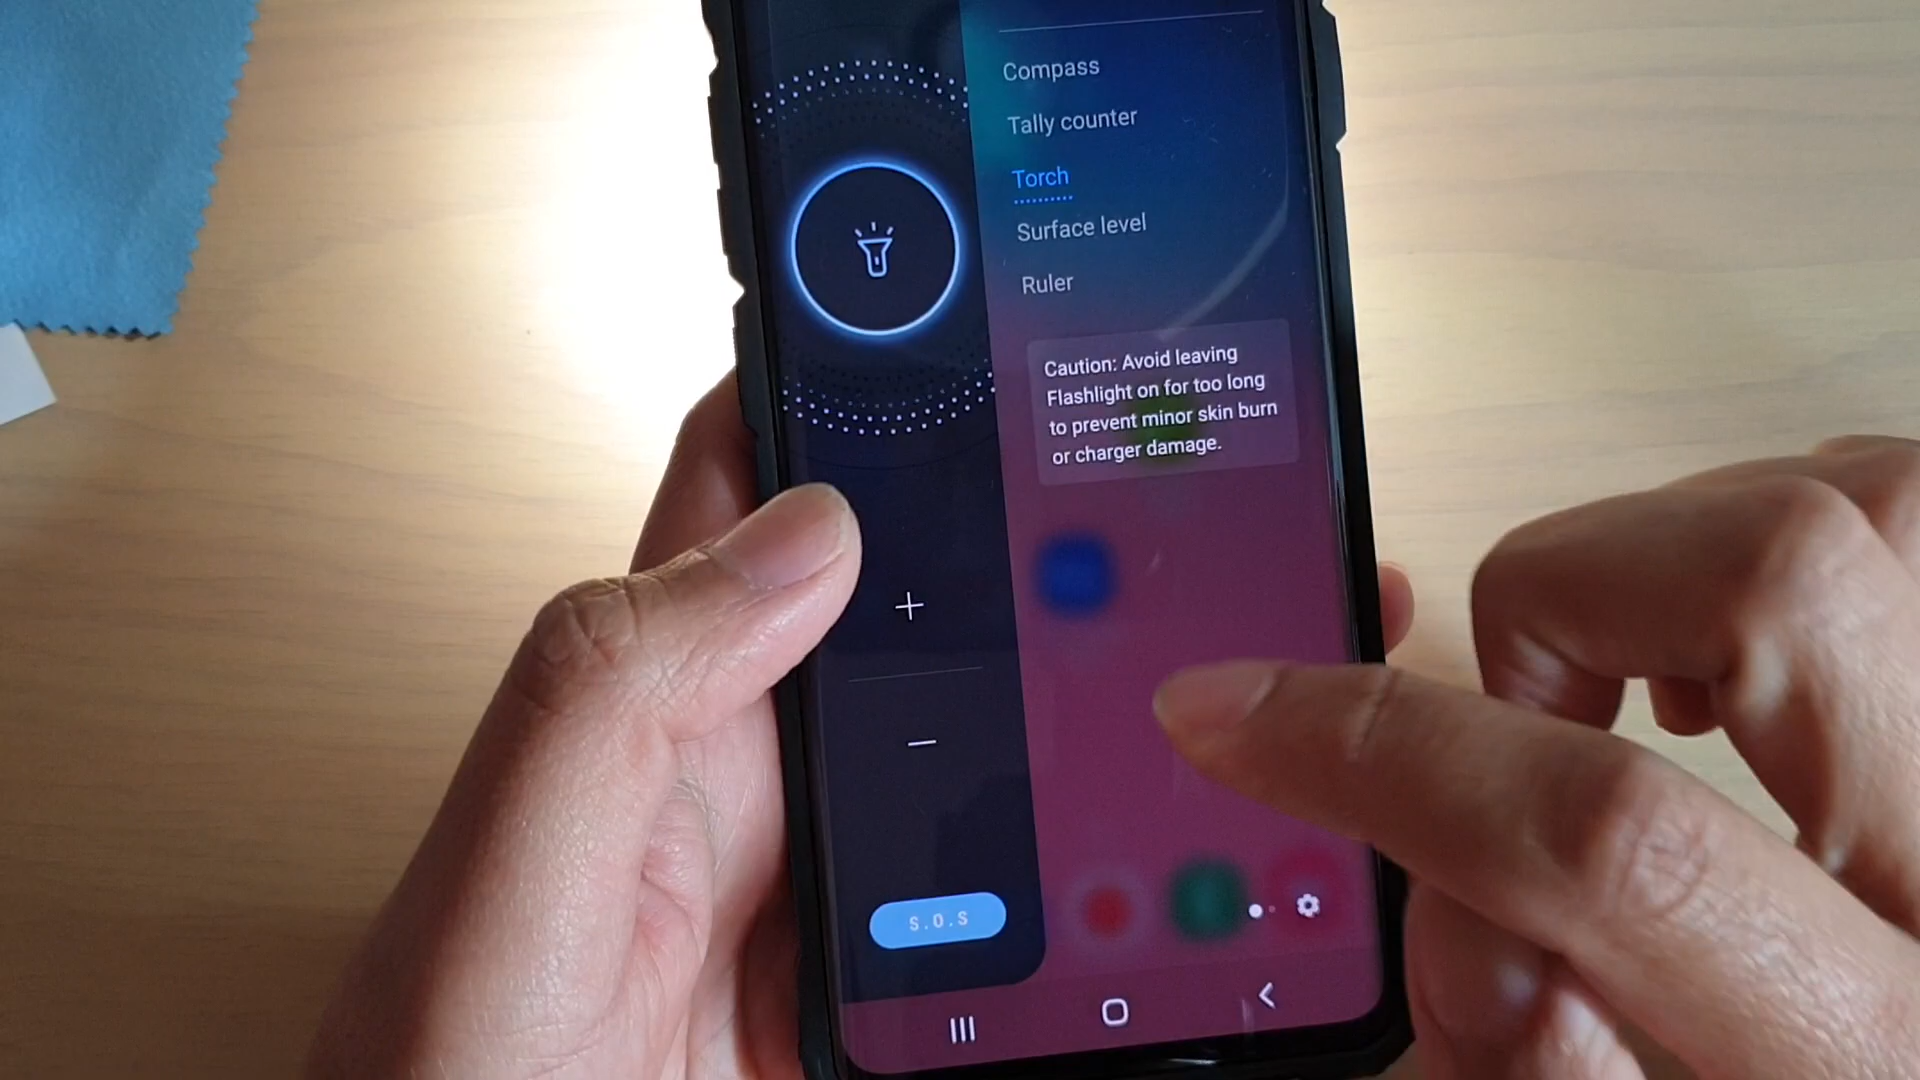 Compass
Tally counter
Torch
Surface level
Ruler
Caution: Avoid leaving
Flashlight on for too long
to prevent minor skin burn
or charger damage.
S.O.S